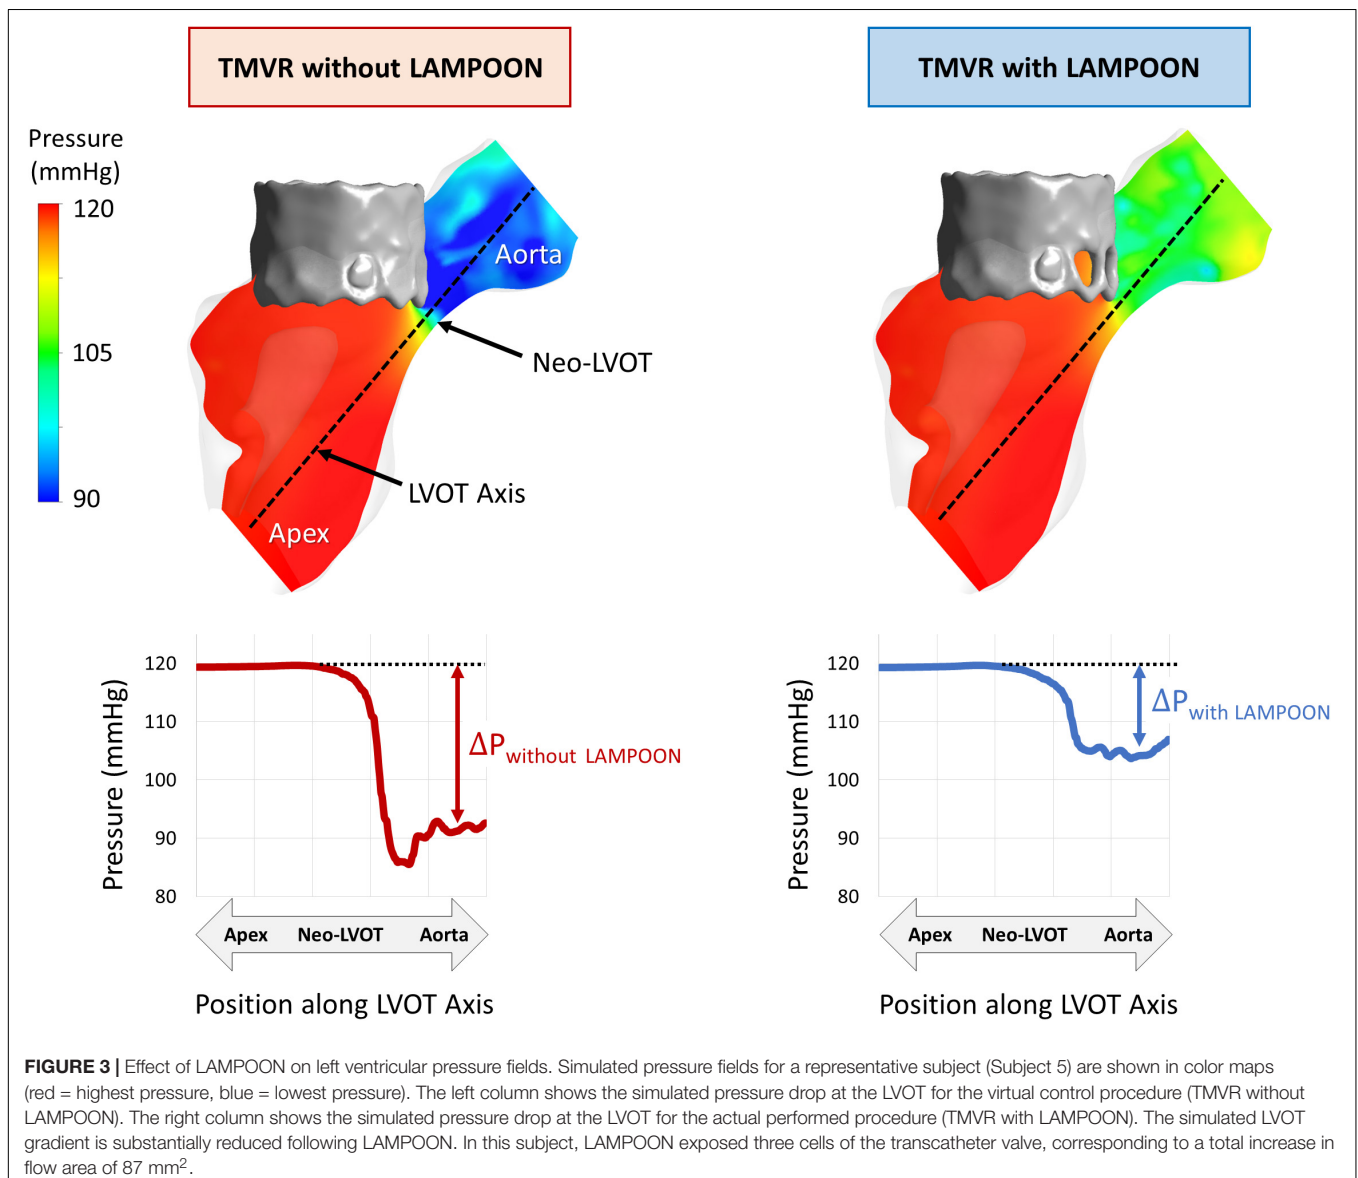 TMVR without LAMPOON
TMVR with LAMPOON
Pressure
(mmHg)
120
105
90
Aorta
Neo-LVOT
LVOT Axis
Apex
120
110
100
90
80
Pressure (mmHg)
ΔP without LAMPOON
Apex Neo-LVOT Aorta
Position along LVOT Axis
120
110
100
90
80
Pressure (mmHg)
ΔP with LAMPOON
Apex Neo-LVOT Aorta
Position along LVOT Axis
FIGURE 3 | Effect of LAMPOON on left ventricular pressure fields. Simulated pressure fields for a representative subject (Subject 5) are shown in color maps
(red = highest pressure, blue = lowest pressure). The left column shows the simulated pressure drop at the LVOT for the virtual control procedure (TMVR without
LAMPOON). The right column shows the simulated pressure drop at the LVOT for the actual performed procedure (TMVR with LAMPOON). The simulated LVOT
gradient is substantially reduced following LAMPOON. In this subject, LAMPOON exposed three cells of the transcatheter valve, corresponding to a total increase in
flow area of 87 mm².